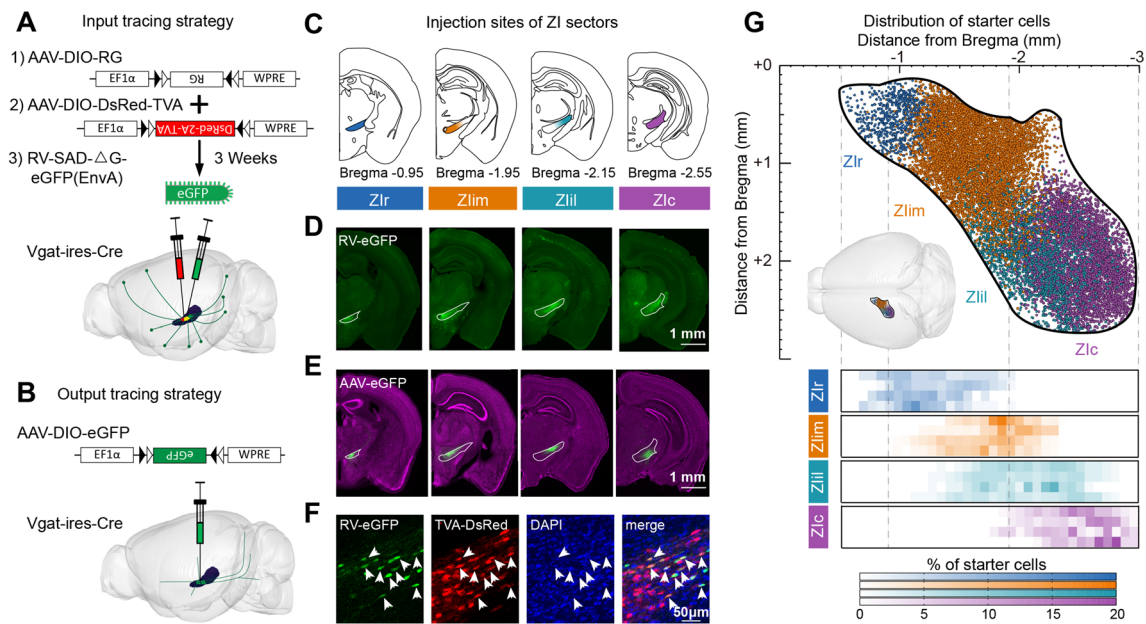 A
Input tracing strategy
1) AAV-DIO-RG
EF1α
RG
WPRE
2) AAV-DIO-DsRed-TVA
+
EF1α
DsRed-2A-TVA
WPRE
3) RV-SAD-△G-
eGFP(EnvA)
3 Weeks
eGFP
Vgat-ires-Cre
B
Output tracing strategy
AAV-DIO-eGFP
EF1α
eGFP
WPRE
Vgat-ires-Cre
C
Injection sites of ZI sectors
Bregma -0.95 Bregma -1.95 Bregma -2.15 Bregma -2.55
ZIr ZIim ZIil ZIc
D
RV-eGFP
1 mm
E
AAV-eGFP
1 mm
F
RV-eGFP TVA-DsRed DAPI merge
50μm
G
Distribution of starter cells
Distance from Bregma (mm)
-1 -2 -3
+0
+1
+2
Distance from Bregma (mm)
ZIr
ZIim
ZIil
ZIc
ZIr
ZIim
ZIil
ZIc
% of starter cells
0 5 10 15 20